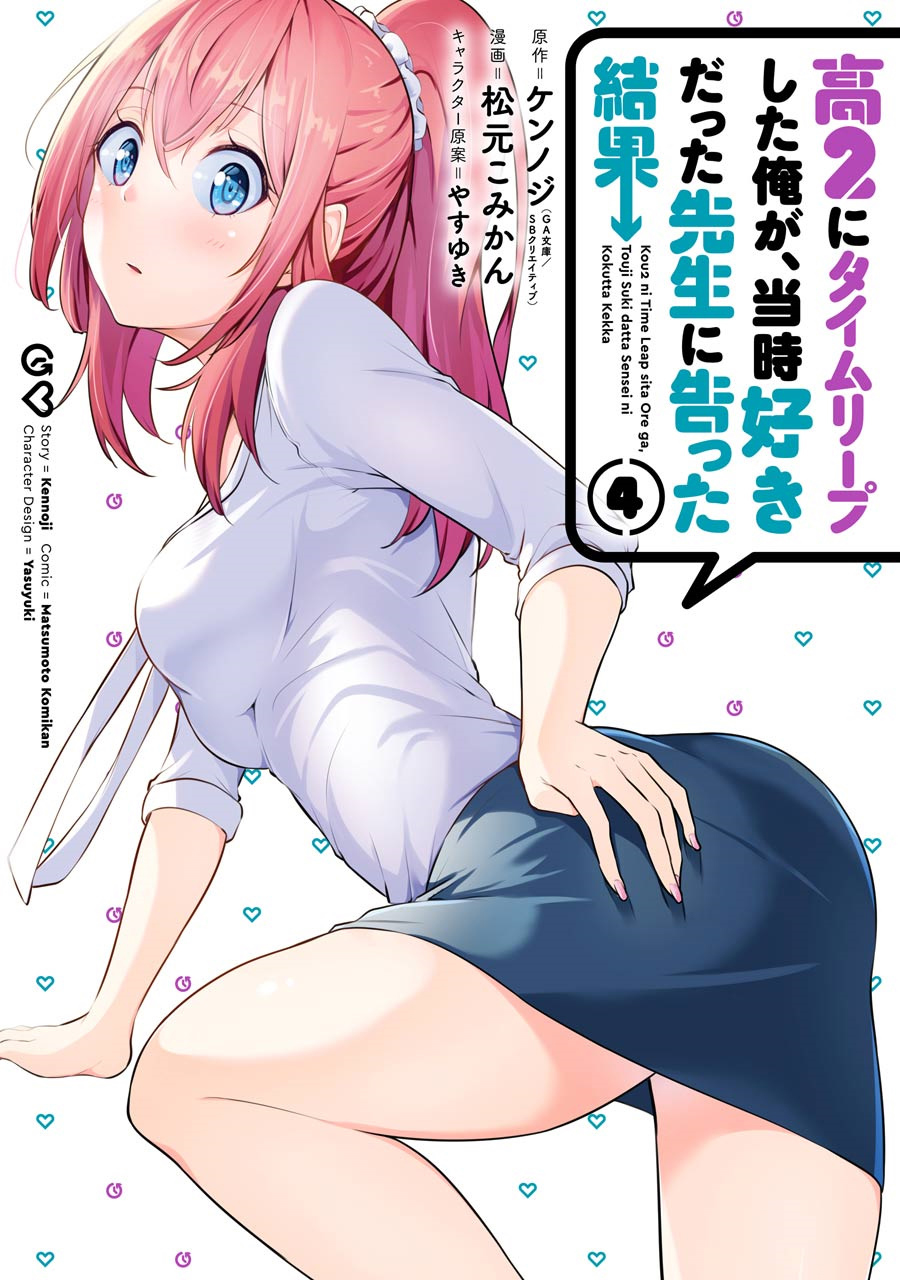 高2にタイムリープ
した俺が、当時好き
だった先生に告った
結果→
Kou2 ni Time Leap sita Ore ga,
Touji Suki datta Sensei ni
Kokutta Kekka
4
原作=ケンノジ(GA文庫/SBクリエイティブ)
漫画=松元こみかん
キャラクター原案=やすゆき
Story = Kennoji Comic = Matsumoto Komikan
Character Design = Yasuyuki